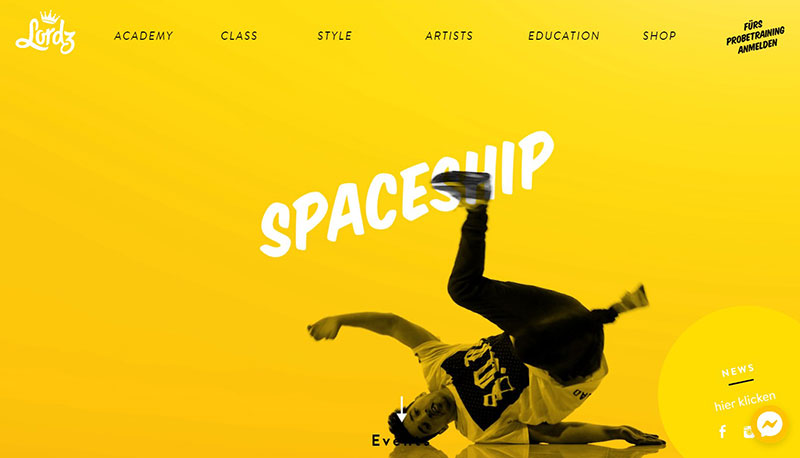 Lordz
ACADEMY
CLASS
STYLE
ARTISTS
EDUCATION
SHOP
FÜRS
PROBETRAINING
ANMELDEN
SPACESHIP
NEWS
hier klicken
Events